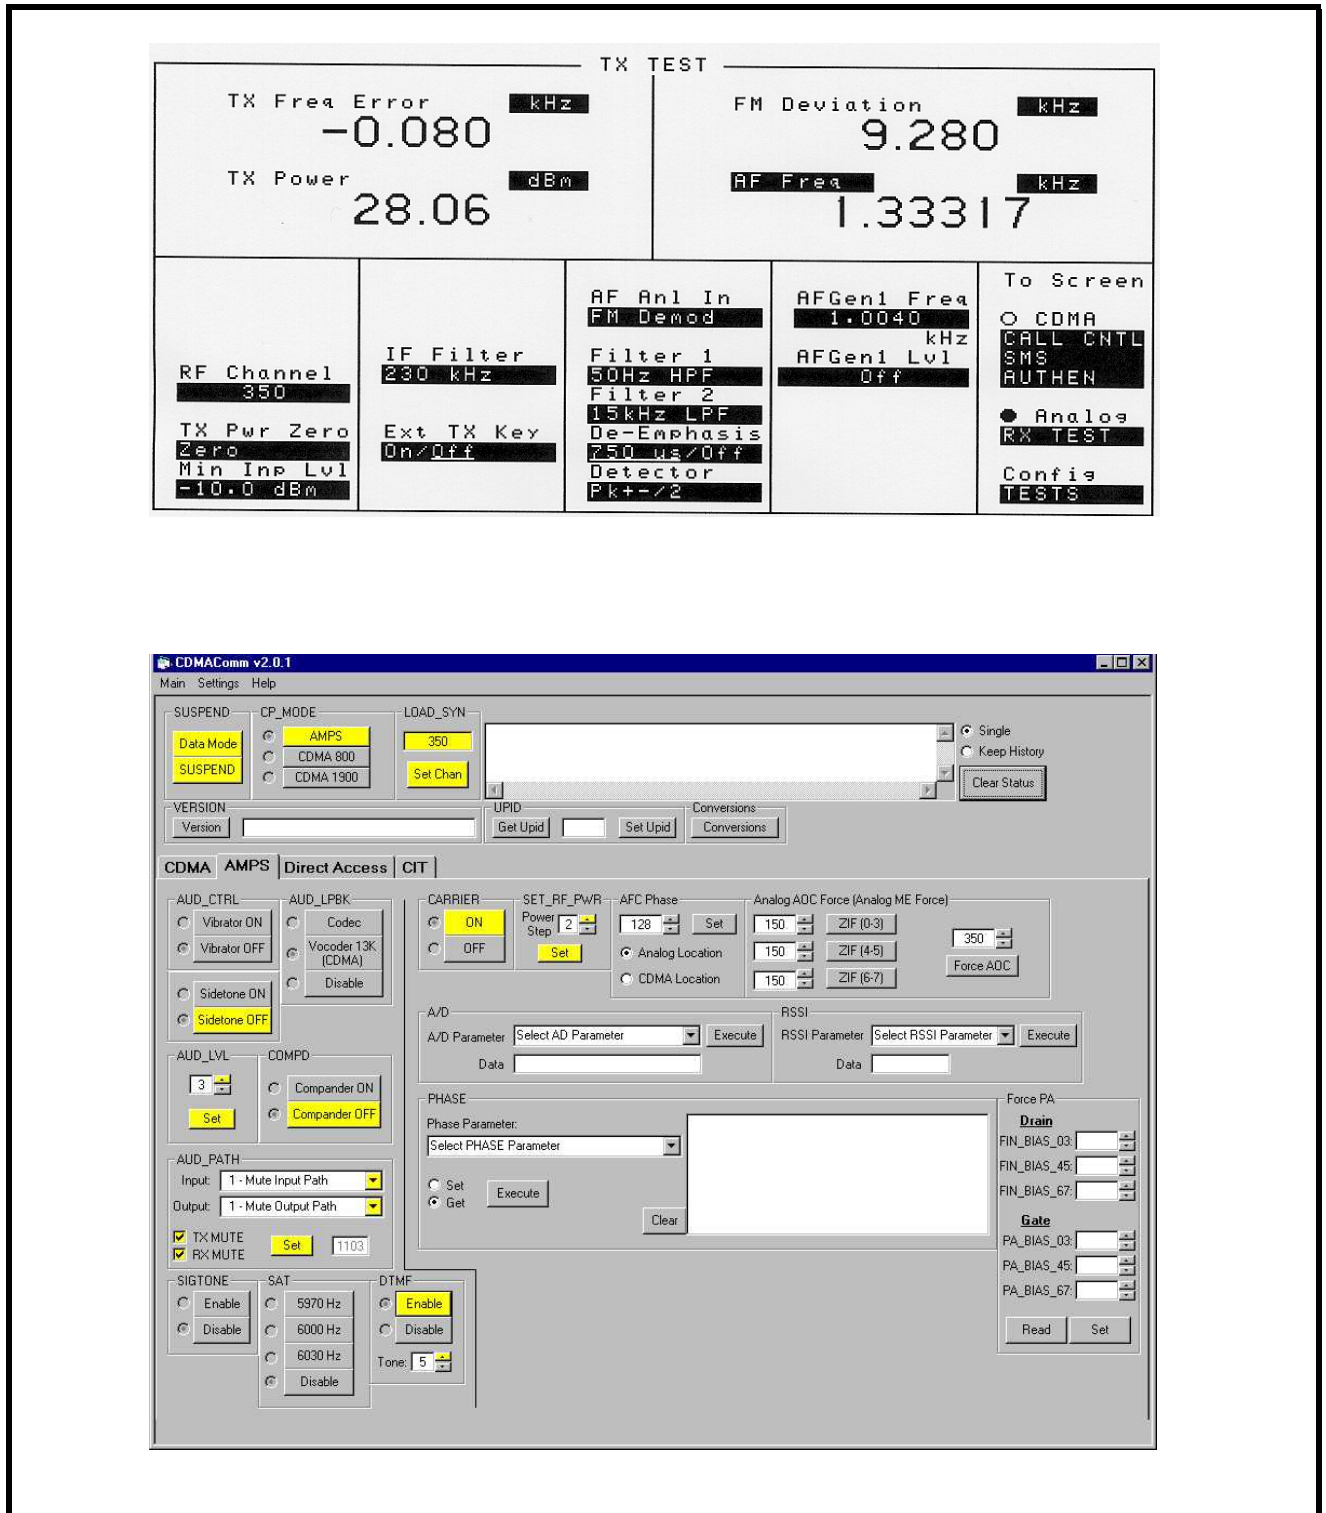 TX TEST
TX Freq Error kHz
-0.080
TX Power dBm
28.06
FM Deviation kHz
9.280
AF Freq kHz
1.33317
RF Channel
350
TX Pwr Zero
Zero
Min Inp Lvl
-10.0 dBm
IF Filter
230 kHz
Ext TX Key
On/Off
AF Anl In
FM Demod
Filter 1
50Hz HPF
Filter 2
15kHz LPF
De-Emphasis
750 us/Off
Detector
Pk+-/2
AFGen1 Freq
1.0040
kHz
AFGen1 Lvl
Off
To Screen
CDMA
CALL CNTL
SMS
AUTHEN
Analog
RX TEST
Config
TESTS
CDMAComm v2.0.1
Main Settings Help
SUSPEND
Data Mode
SUSPEND
CP_MODE
AMPS
CDMA 800
CDMA 1900
LOAD_SYN
350
Set Chan
Single
Keep History
Clear Status
VERSION
Version
UPID
Get Upid Set Upid
Conversions
Conversions
CDMA AMPS Direct Access CIT
AUD_CTRL
Vibrator ON
Vibrator OFF
Sidetone ON
Sidetone OFF
AUD_LPBK
Codec
Vocoder 13K
(CDMA)
Disable
AUD_LVL
3
Set
COMPD
Compander ON
Compander OFF
AUD_PATH
Input: 1 - Mute Input Path
Output: 1 - Mute Output Path
TX MUTE
RX MUTE
Set 1103
SIGTONE
Enable
Disable
SAT
5970 Hz
6000 Hz
6030 Hz
Disable
DTMF
Enable
Disable
Tone: 5
CARRIER
ON
OFF
SET_RF_PWR
Power
Step 2
Set
AFC Phase
128 Set
Analog Location
CDMA Location
Analog AOC Force (Analog ME Force)
150 ZIF (0-3)
150 ZIF (4-5)
150 ZIF (6-7)
350
Force AOC
A/D
A/D Parameter Select AD Parameter Execute
Data
RSSI
RSSI Parameter Select RSSI Parameter Execute
Data
PHASE
Phase Parameter:
Select PHASE Parameter
Set
Get
Execute
Clear
Force PA
Drain
FIN_BIAS_03:
FIN_BIAS_45:
FIN_BIAS_67:
Gate
PA_BIAS_03:
PA_BIAS_45:
PA_BIAS_67:
Read Set